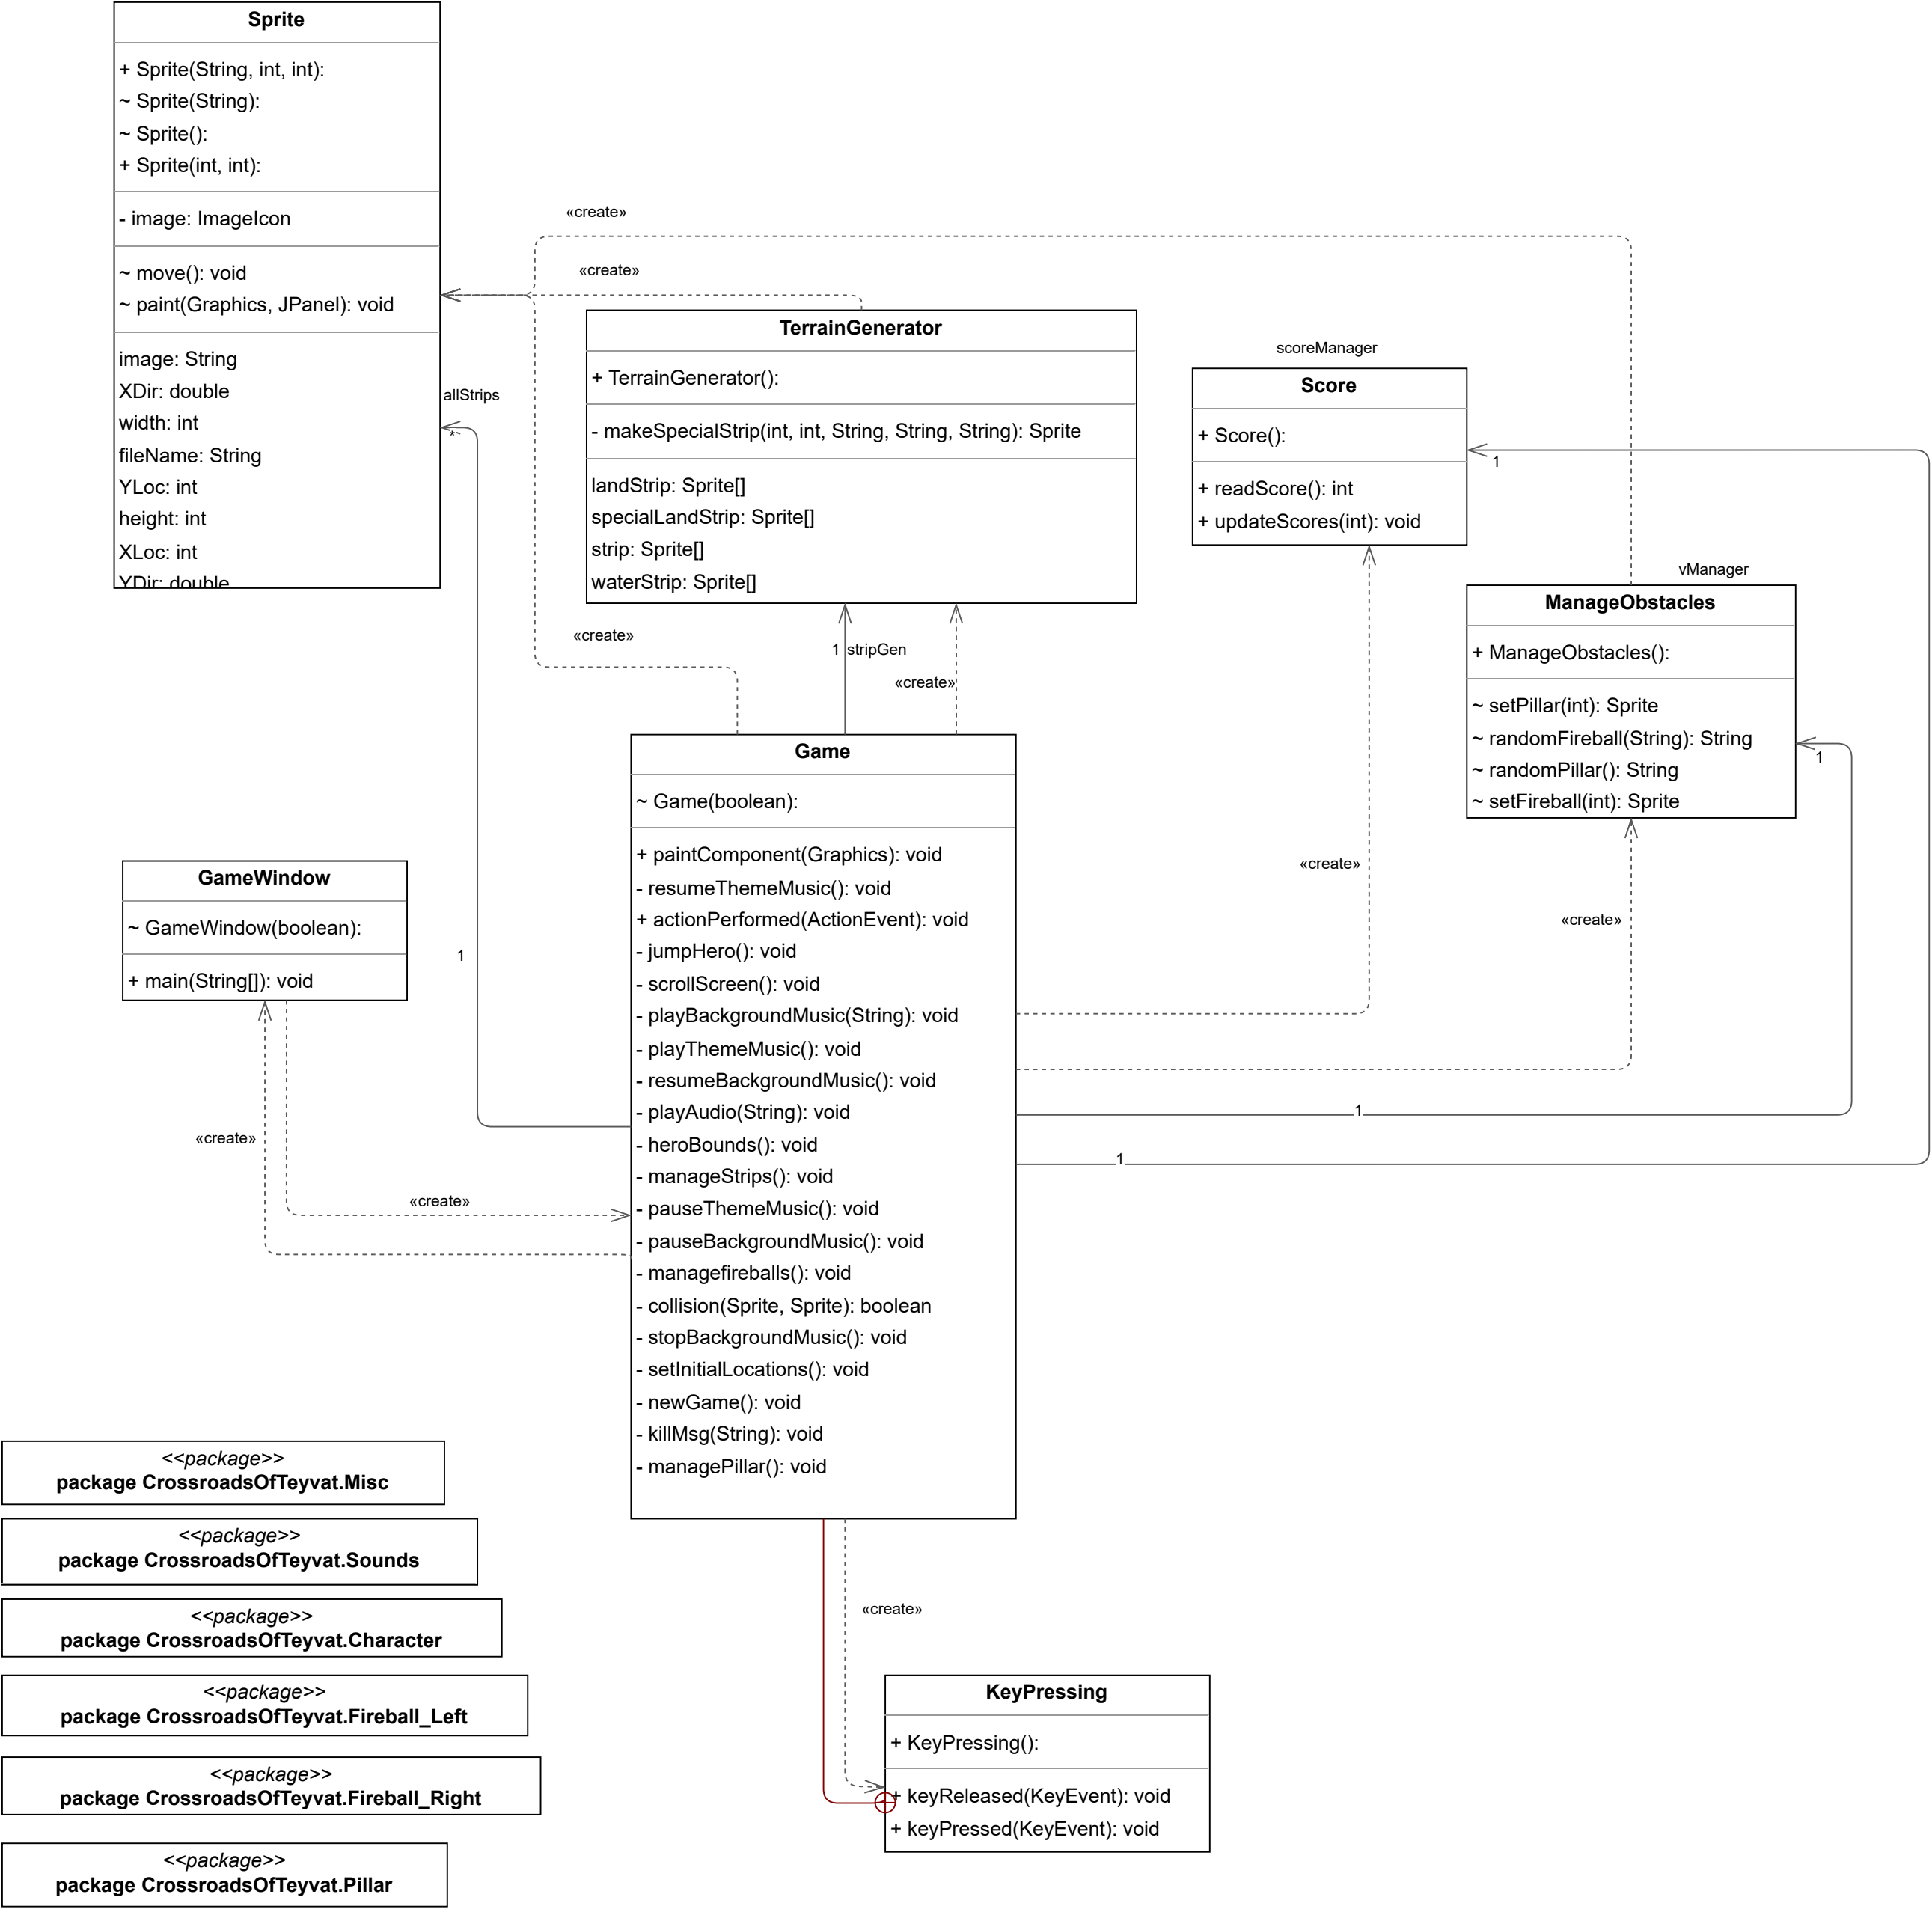 Sprite
+ Sprite(String, int, int):
~ Sprite(String):
~ Sprite():
+ Sprite(int, int):
- image: ImageIcon
~ move(): void
~ paint(Graphics, JPanel): void
image: String
XDir: double
width: int
fileName: String
YLoc: int
height: int
XLoc: int
YDir: double
«create»
«create»
allStrips
*
TerrainGenerator
+ TerrainGenerator():
- makeSpecialStrip(int, int, String, String, String): Sprite
landStrip: Sprite[]
specialLandStrip: Sprite[]
strip: Sprite[]
waterStrip: Sprite[]
scoreManager
Score
+ Score():
+ readScore(): int
+ updateScores(int): void
1
vManager
ManageObstacles
+ ManageObstacles():
~ setPillar(int): Sprite
~ randomFireball(String): String
~ randomPillar(): String
~ setFireball(int): Sprite
1
«create»
1 stripGen
«create»
Game
~ Game(boolean):
+ paintComponent(Graphics): void
- resumeThemeMusic(): void
+ actionPerformed(ActionEvent): void
- jumpHero(): void
- scrollScreen(): void
- playBackgroundMusic(String): void
- playThemeMusic(): void
- resumeBackgroundMusic(): void
- playAudio(String): void
- heroBounds(): void
- manageStrips(): void
- pauseThemeMusic(): void
- pauseBackgroundMusic(): void
- managefireballs(): void
- collision(Sprite, Sprite): boolean
- stopBackgroundMusic(): void
- setInitialLocations(): void
- newGame(): void
- killMsg(String): void
- managePillar(): void
«create»
«create»
1
1
GameWindow
~ GameWindow(boolean):
+ main(String[]): void
1
«create»
«create»
<<package>>
package CrossroadsOfTeyvat.Misc
<<package>>
package CrossroadsOfTeyvat.Sounds
<<package>>
package CrossroadsOfTeyvat.Character
<<package>>
package CrossroadsOfTeyvat.Fireball_Left
<<package>>
package CrossroadsOfTeyvat.Fireball_Right
<<package>>
package CrossroadsOfTeyvat.Pillar
«create»
KeyPressing
+ KeyPressing():
+ keyReleased(KeyEvent): void
+ keyPressed(KeyEvent): void